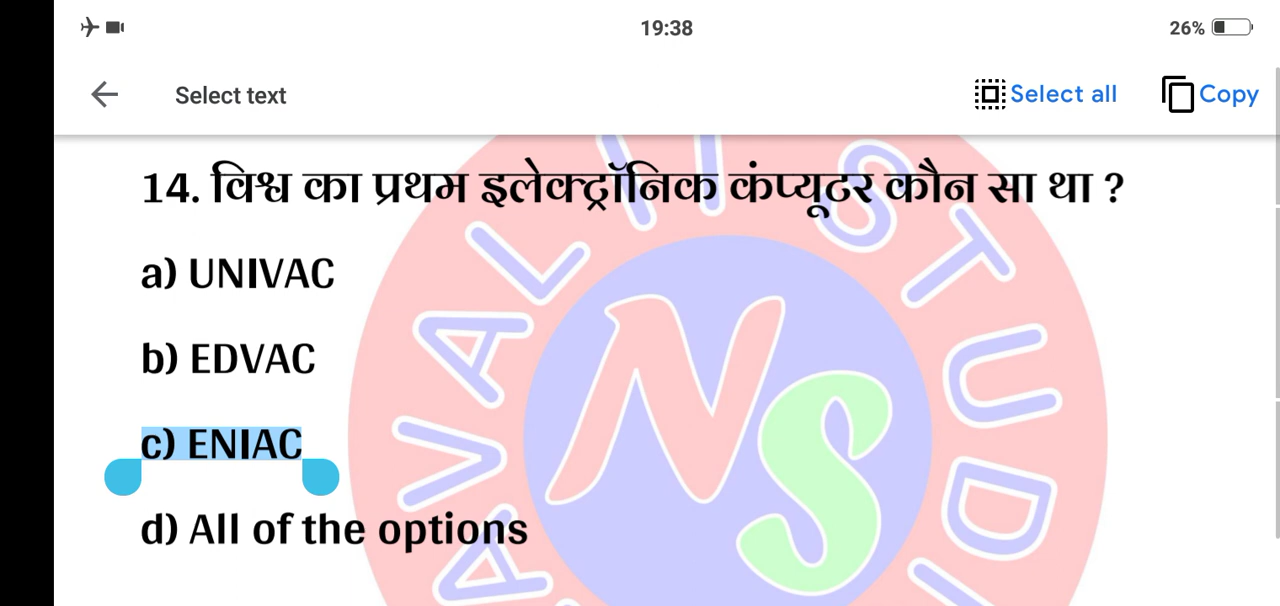 19:38
26%
Select text
Select all
Copy
14. विश्व का प्रथम इलेक्ट्रॉनिक कंप्यूटर कौन सा था ?
a) UNIVAC
b) EDVAC
c) ENIAC
d) All of the options
NS